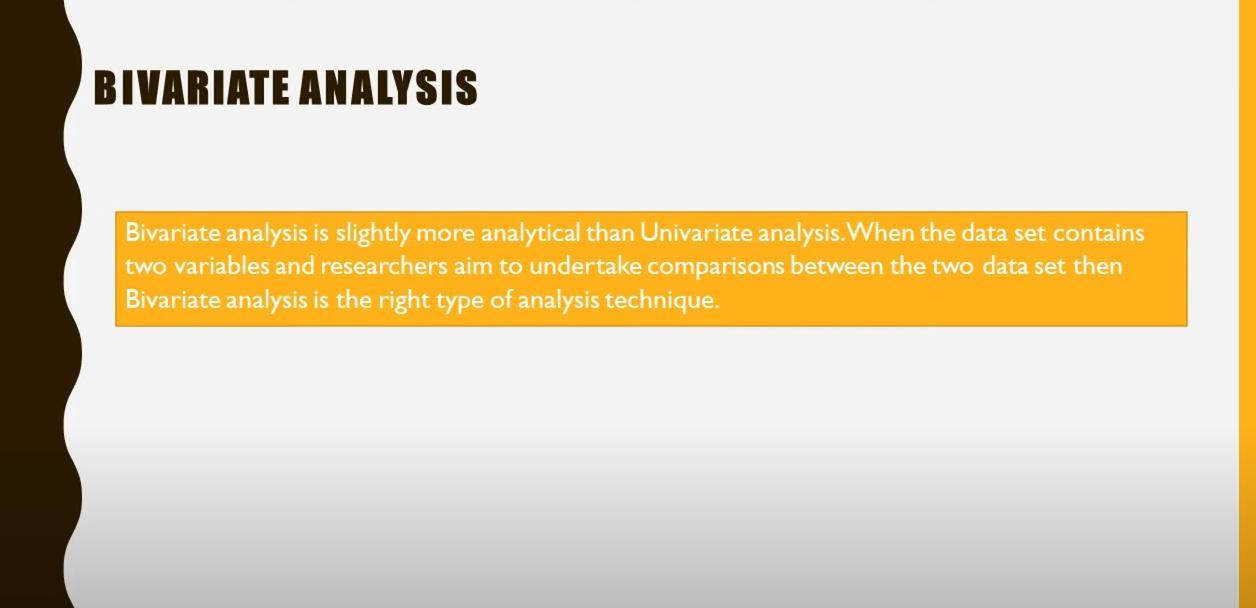 BIVARIATE ANALYSIS
Bivariate analysis is slightly more analytical than Univariate analysis. When the data set contains
two variables and researchers aim to undertake comparisons between the two data set then
Bivariate analysis is the right type of analysis technique.